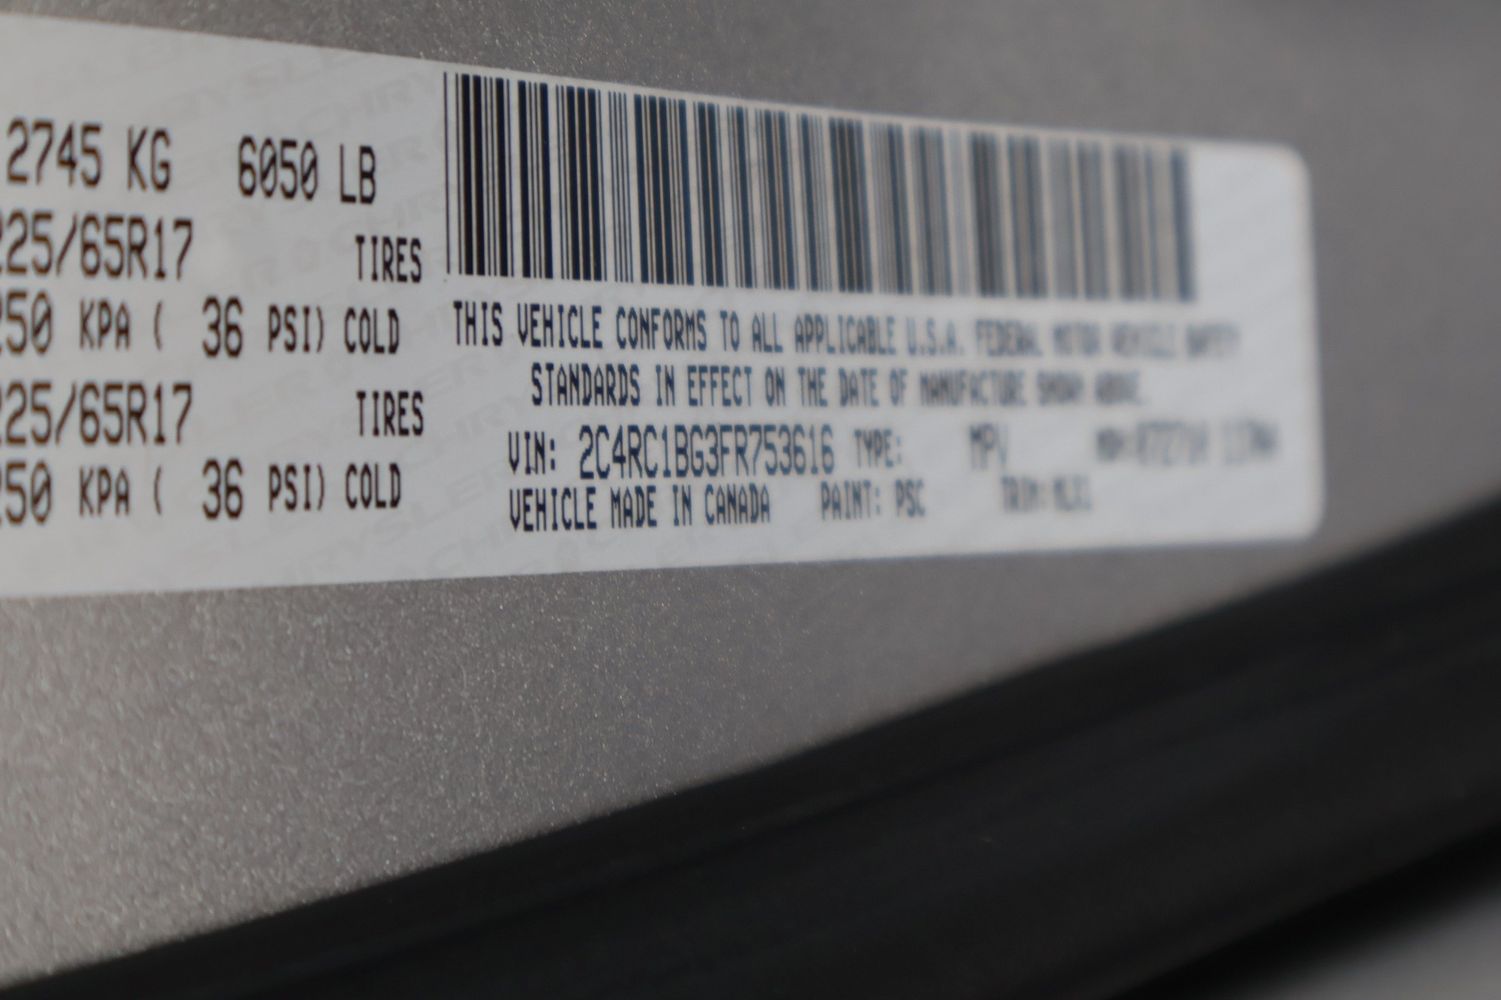 2745 KG 6050 LB
225/65R17 TIRES
250 KPA ( 36 PSI) COLD
225/65R17 TIRES
250 KPA ( 36 PSI) COLD
THIS VEHICLE CONFORMS TO ALL APPLICABLE U.S.A. FEDERAL MOTOR VEHICLE SAFETY
STANDARDS IN EFFECT ON THE DATE OF MANUFACTURE SHOWN ABOVE.
VIN: 2C4RC1BG3FR753616 TYPE: MPV
VEHICLE MADE IN CANADA PAINT: PSC TRIM: